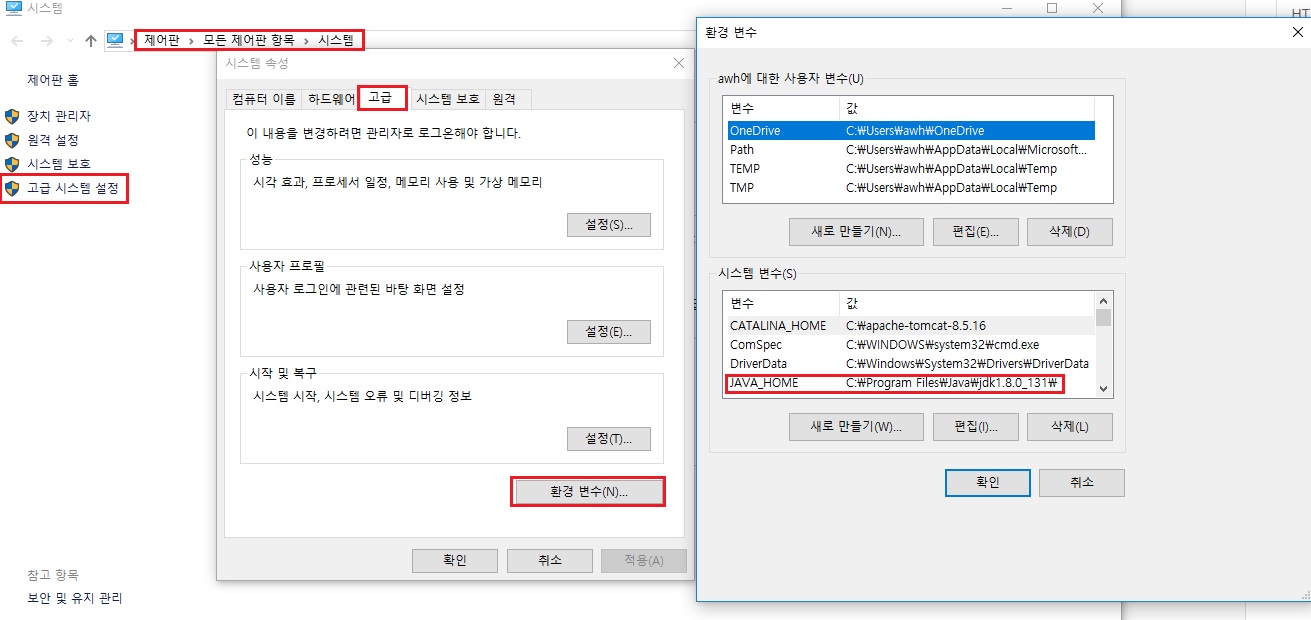 시스템
제어판 › 모든 제어판 항목 › 시스템
제어판 홈
장치 관리자
원격 설정
시스템 보호
고급 시스템 설정
참고 항목
보안 및 유지 관리
시스템 속성
컴퓨터 이름 하드웨어 고급 시스템 보호 원격
이 내용을 변경하려면 관리자로 로그온해야 합니다.
성능
시각 효과, 프로세서 일정, 메모리 사용 및 가상 메모리
설정(S)...
사용자 프로필
사용자 로그인에 관련된 바탕 화면 설정
설정(E)...
시작 및 복구
시스템 시작, 시스템 오류 및 디버깅 정보
설정(T)...
환경 변수(N)...
확인 취소 적용(A)
환경 변수
awh에 대한 사용자 변수(U)
변수 값
OneDrive C:₩Users₩awh₩OneDrive
Path C:₩Users₩awh₩AppData₩Local₩Microsoft...
TEMP C:₩Users₩awh₩AppData₩Local₩Temp
TMP C:₩Users₩awh₩AppData₩Local₩Temp
새로 만들기(N)... 편집(E)... 삭제(D)
시스템 변수(S)
변수 값
CATALINA_HOME C:₩apache-tomcat-8.5.16
ComSpec C:₩WINDOWS₩system32₩cmd.exe
DriverData C:₩Windows₩System32₩Drivers₩DriverData
JAVA_HOME C:₩Program Files₩Java₩jdk1.8.0_131₩
새로 만들기(W)... 편집(I)... 삭제(L)
확인 취소